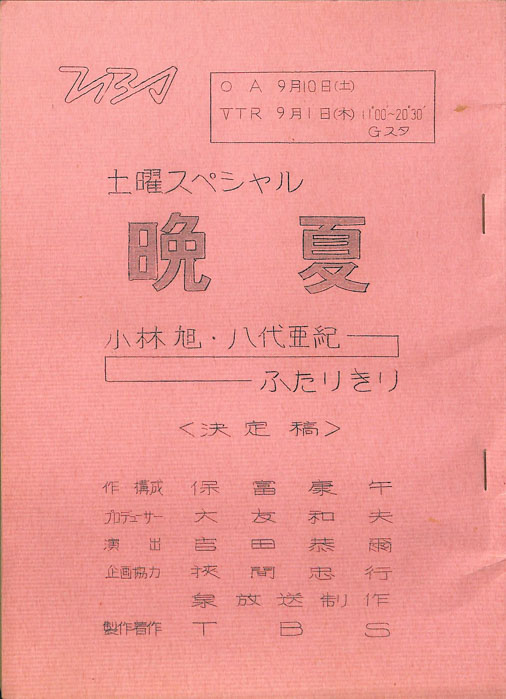 TBS
OA 9月10日(土)
VTR 9月1日(木) 11°00′~20°30′
Gスタ
土曜スペシャル
晩夏
小林旭・八代亜紀
ふたりきり
<決定稿>
作・構成 保富康午
プロデューサー 大友和夫
演出 吉田恭爾
企画協力 挾間忠行
泉放送制作
製作著作 TBS